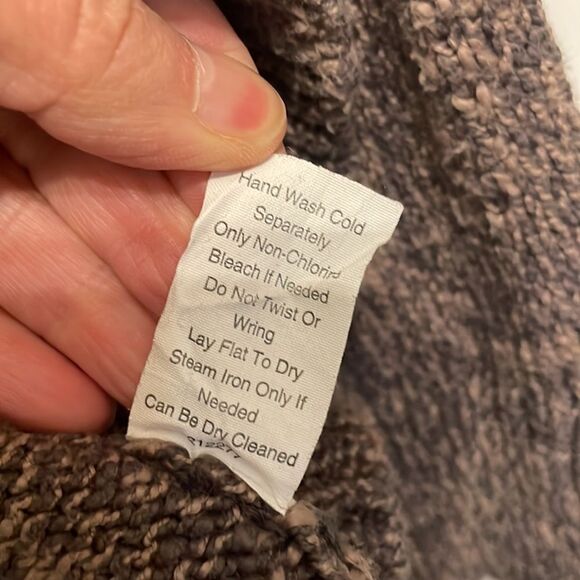 Hand Wash Cold
Separately
Only Non-Chlorin
Bleach If Needed
Do Not Twist Or
Wring
Lay Flat To Dry
Steam Iron Only If
Needed
Can Be Dry Cleaned